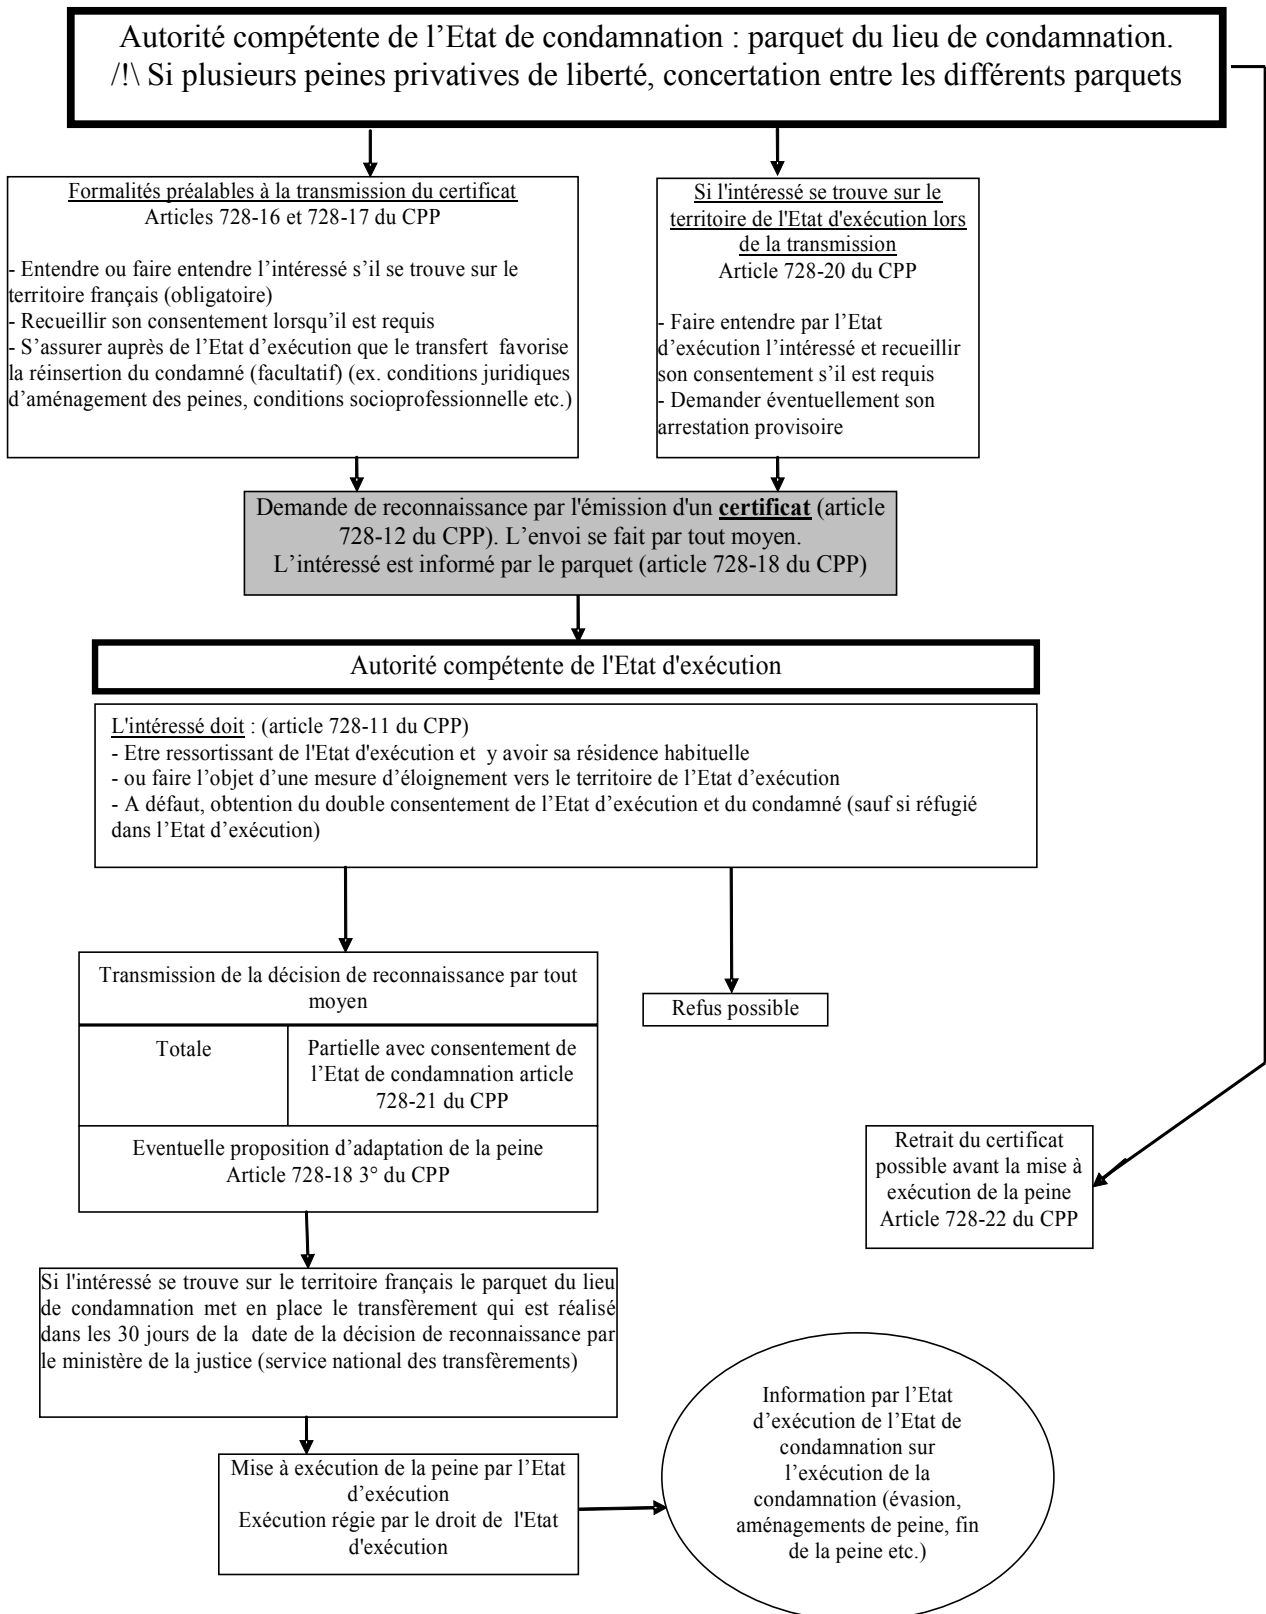 Autorité compétente de l’Etat de condamnation : parquet du lieu de condamnation.
/!\ Si plusieurs peines privatives de liberté, concertation entre les différents parquets
Formalités préalables à la transmission du certificat
Articles 728-16 et 728-17 du CPP
- Entendre ou faire entendre l’intéressé s’il se trouve sur le
territoire français (obligatoire)
- Recueillir son consentement lorsqu’il est requis
- S’assurer auprès de l’Etat d’exécution que le transfert favorise
la réinsertion du condamné (facultatif) (ex. conditions juridiques
d’aménagement des peines, conditions socioprofessionnelle etc.)
Si l'intéressé se trouve sur le
territoire de l'Etat d'exécution lors
de la transmission
Article 728-20 du CPP
- Faire entendre par l’Etat
d’exécution l’intéressé et recueillir
son consentement s’il est requis
- Demander éventuellement son
arrestation provisoire
Demande de reconnaissance par l'émission d'un certificat (article
728-12 du CPP). L’envoi se fait par tout moyen.
L’intéressé est informé par le parquet (article 728-18 du CPP)
Autorité compétente de l'Etat d'exécution
L'intéressé doit : (article 728-11 du CPP)
- Etre ressortissant de l'Etat d'exécution et y avoir sa résidence habituelle
- ou faire l’objet d’une mesure d’éloignement vers le territoire de l’Etat d’exécution
- A défaut, obtention du double consentement de l’Etat d’exécution et du condamné (sauf si réfugié
dans l’Etat d’exécution)
Transmission de la décision de reconnaissance par tout
moyen
Totale
Partielle avec consentement de
l’Etat de condamnation article
728-21 du CPP
Eventuelle proposition d’adaptation de la peine
Article 728-18 3° du CPP
Refus possible
Retrait du certificat
possible avant la mise à
exécution de la peine
Article 728-22 du CPP
Si l'intéressé se trouve sur le territoire français le parquet du lieu
de condamnation met en place le transfèrement qui est réalisé
dans les 30 jours de la date de la décision de reconnaissance par
le ministère de la justice (service national des transfèrements)
Mise à exécution de la peine par l’Etat
d’exécution
Exécution régie par le droit de l'Etat
d'exécution
Information par l’Etat
d’exécution de l’Etat de
condamnation sur
l’exécution de la
condamnation (évasion,
aménagements de peine, fin
de la peine etc.)